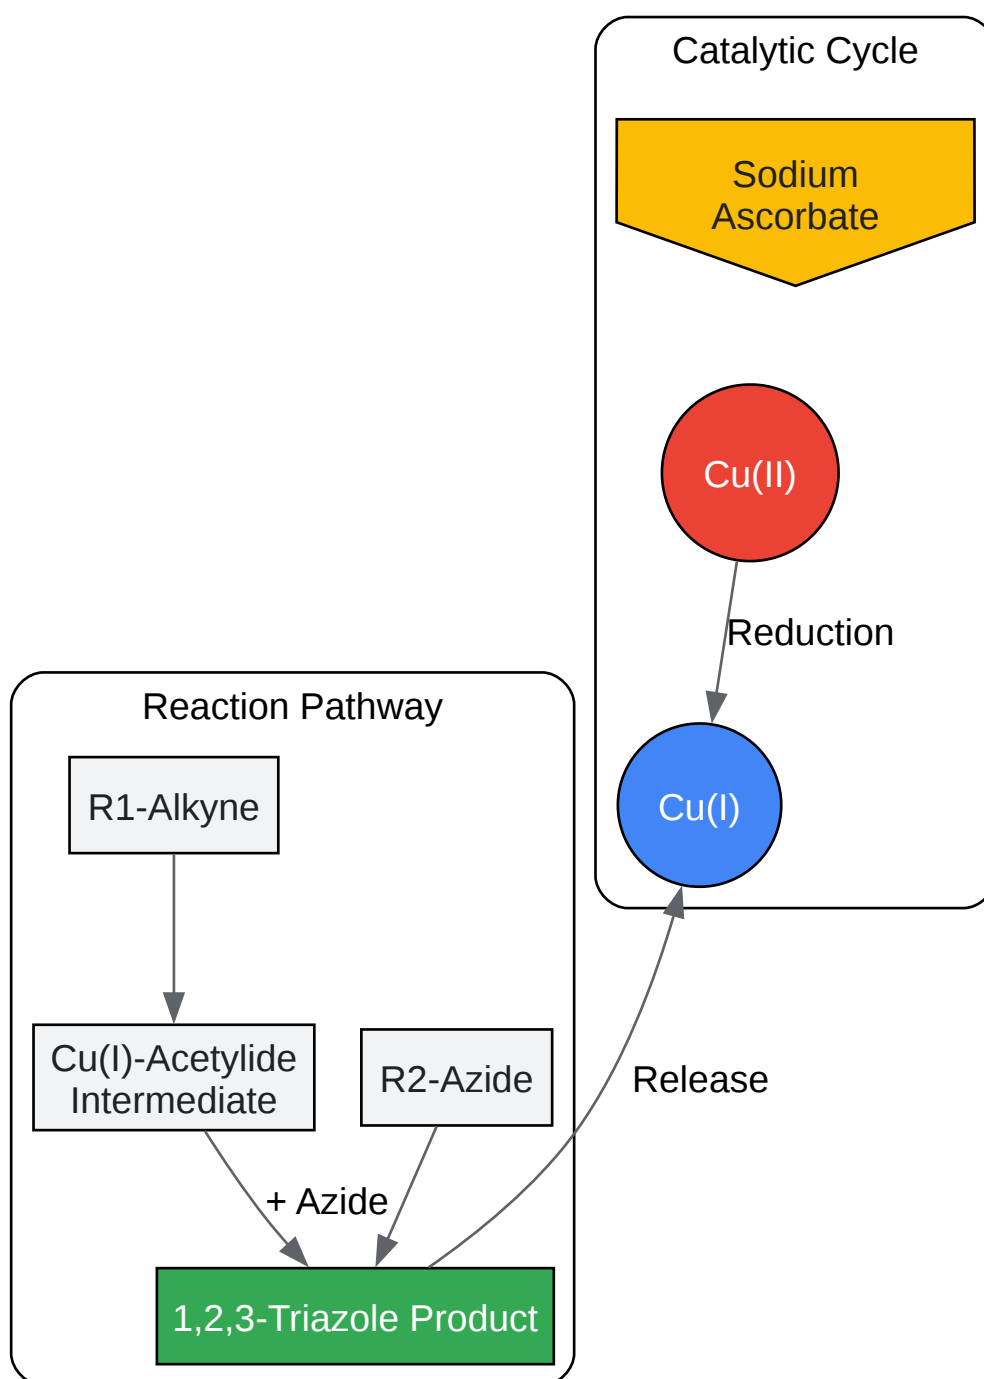 Catalytic Cycle
Sodium
Ascorbate
Cu(II)
Reduction
Cu(I)
Reaction Pathway
R1-Alkyne
Cu(I)-Acetylide
Intermediate
R2-Azide
Release
+ Azide
1,2,3-Triazole Product